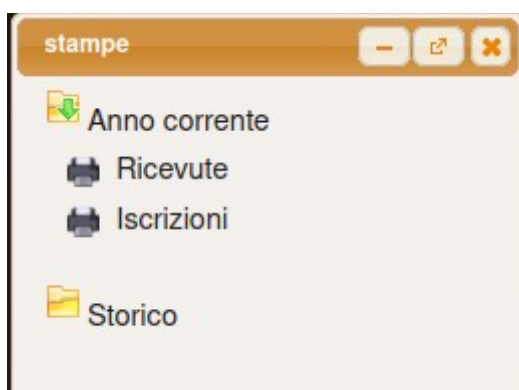 stampe
Anno corrente
Ricevute
Iscrizioni
Storico